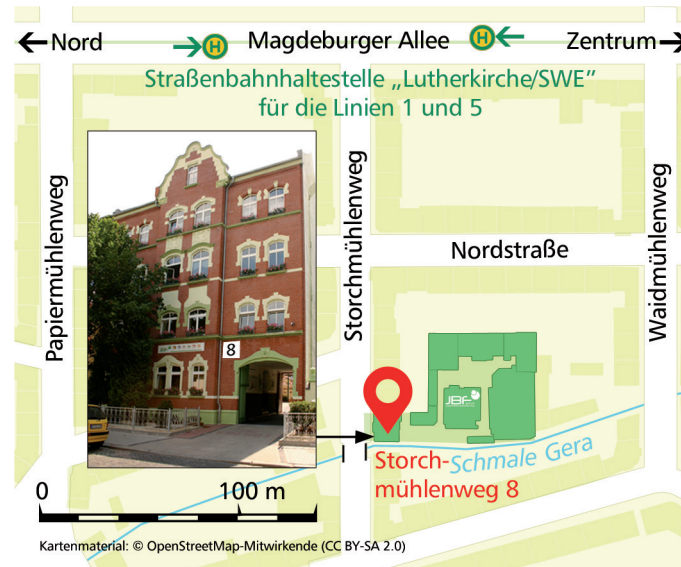 Nord
H
Magdeburger Allee
H
Zentrum
Straßenbahnhaltestelle „Lutherkirche/SWE”
für die Linien 1 und 5
Papiermühlenweg
Storchmühlenweg
Waidmühlenweg
Nordstraße
8
JBF
Schmale Gera
Storch-
mühlenweg 8
0
100 m
Kartenmaterial: © OpenStreetMap-Mitwirkende (CC BY-SA 2.0)